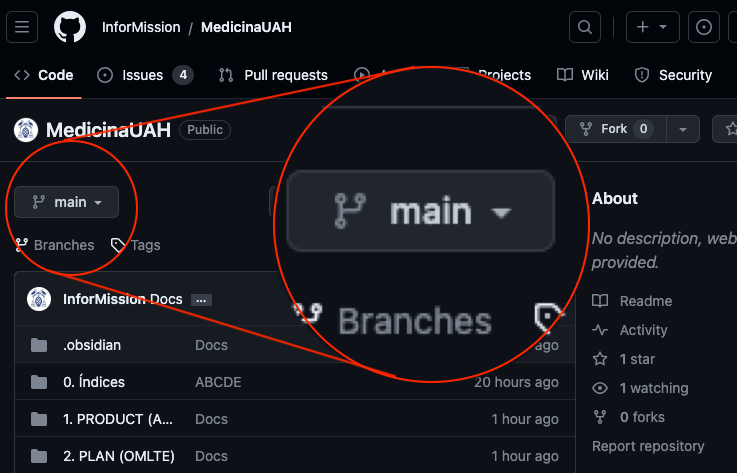 InforMission / MedicinaUAH
Code Issues 4 Pull requests Projects Wiki Security
MedicinaUAH Public
Fork 0
main
Branches Tags
main
Branches
InforMission Docs ...
.obsidian Docs ago
0. Índices ABCDE 20 hours ago
1. PRODUCT (A... Docs 1 hour ago
2. PLAN (OMLTE) Docs 1 hour ago
About
No description, web
provided.
Readme
Activity
1 star
1 watching
0 forks
Report repository